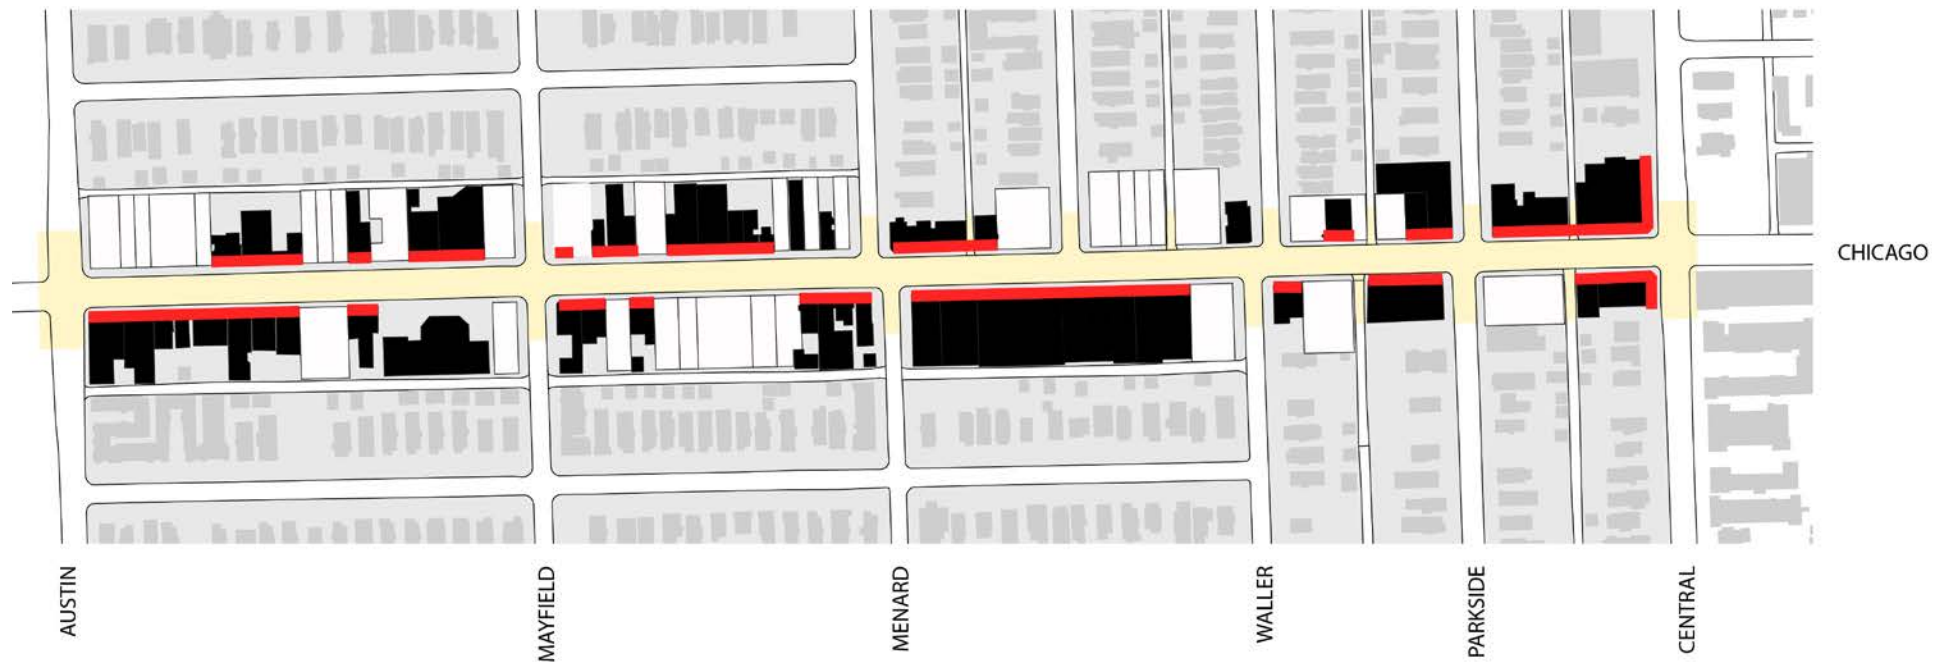 CHICAGO
AUSTIN
MAYFIELD
MENARD
WALLER
PARKSIDE
CENTRAL